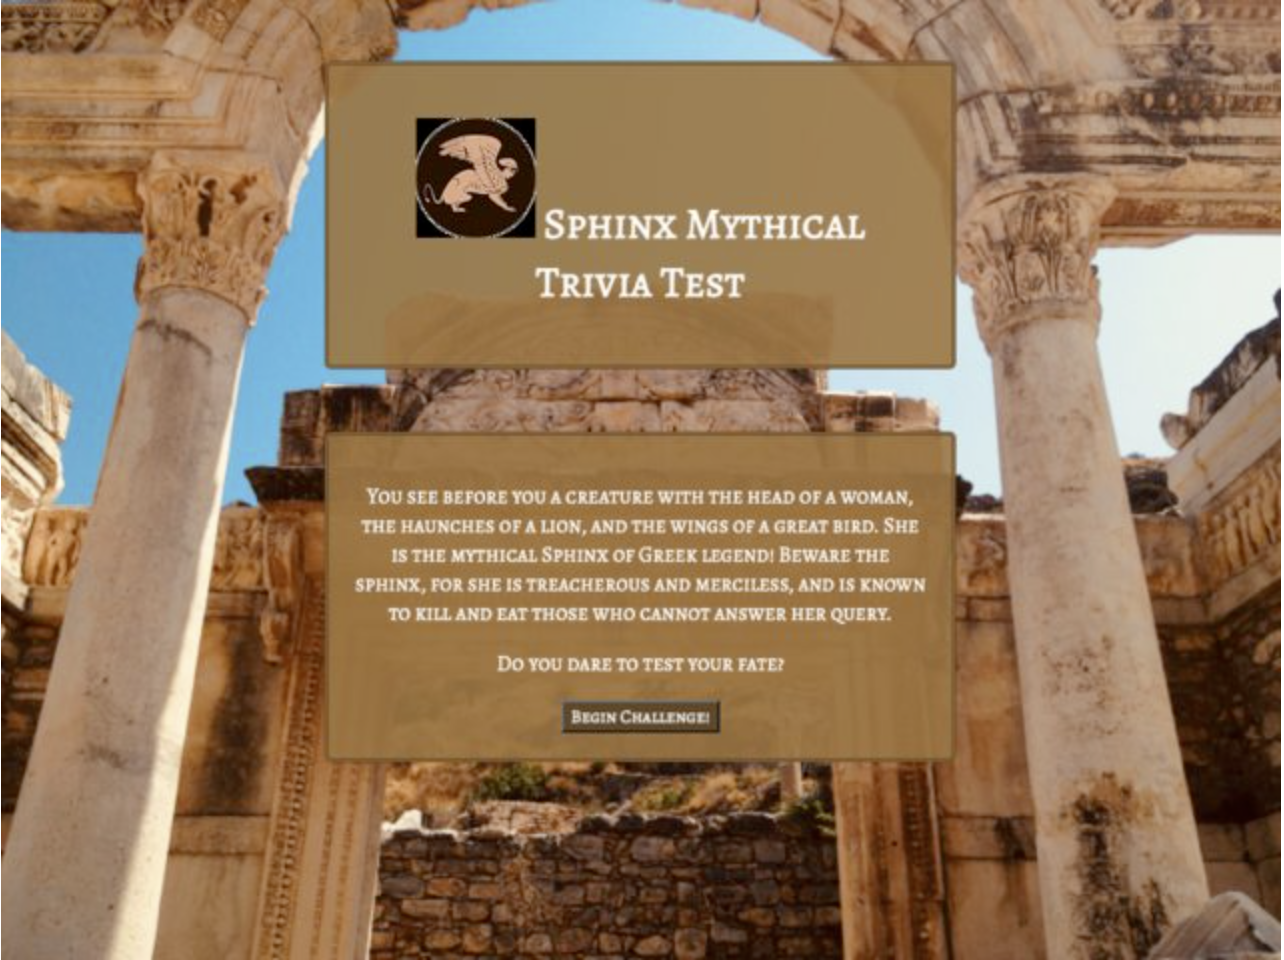 Sphinx Mythical
Trivia Test
You see before you a creature with the head of a woman,
the haunches of a lion, and the wings of a great bird. She
is the mythical Sphinx of Greek legend! Beware the
sphinx, for she is treacherous and merciless, and is known
to kill and eat those who cannot answer her query.
Do you dare to test your fate?
Begin Challenge!